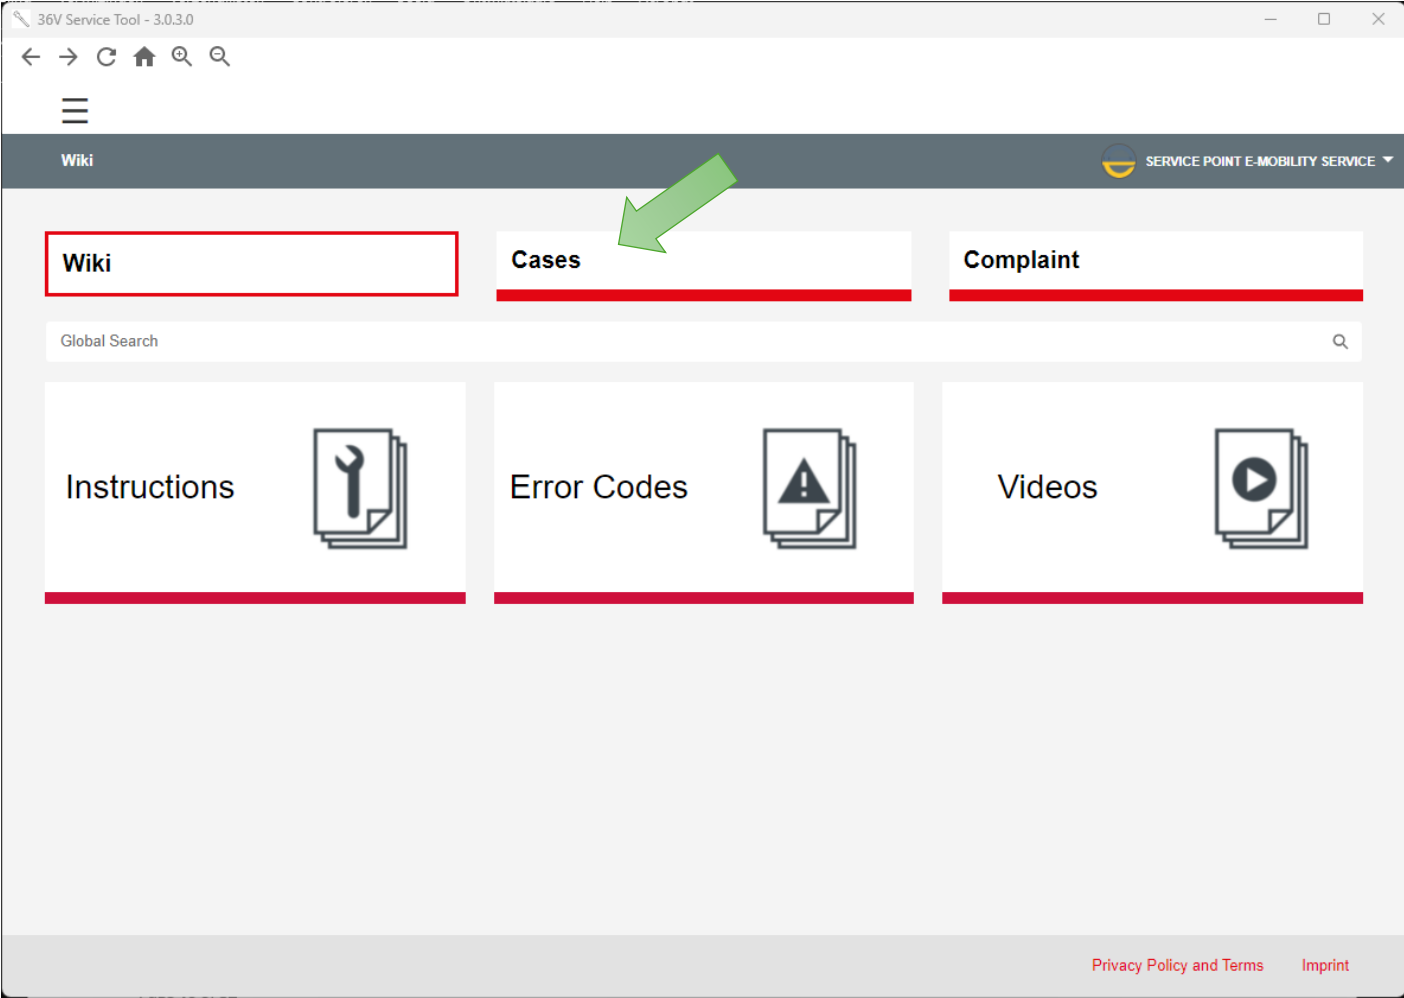 36V Service Tool - 3.0.3.0
Wiki
SERVICE POINT E-MOBILITY SERVICE
Wiki
Cases
Complaint
Global Search
Instructions
Error Codes
Videos
Privacy Policy and Terms
Imprint